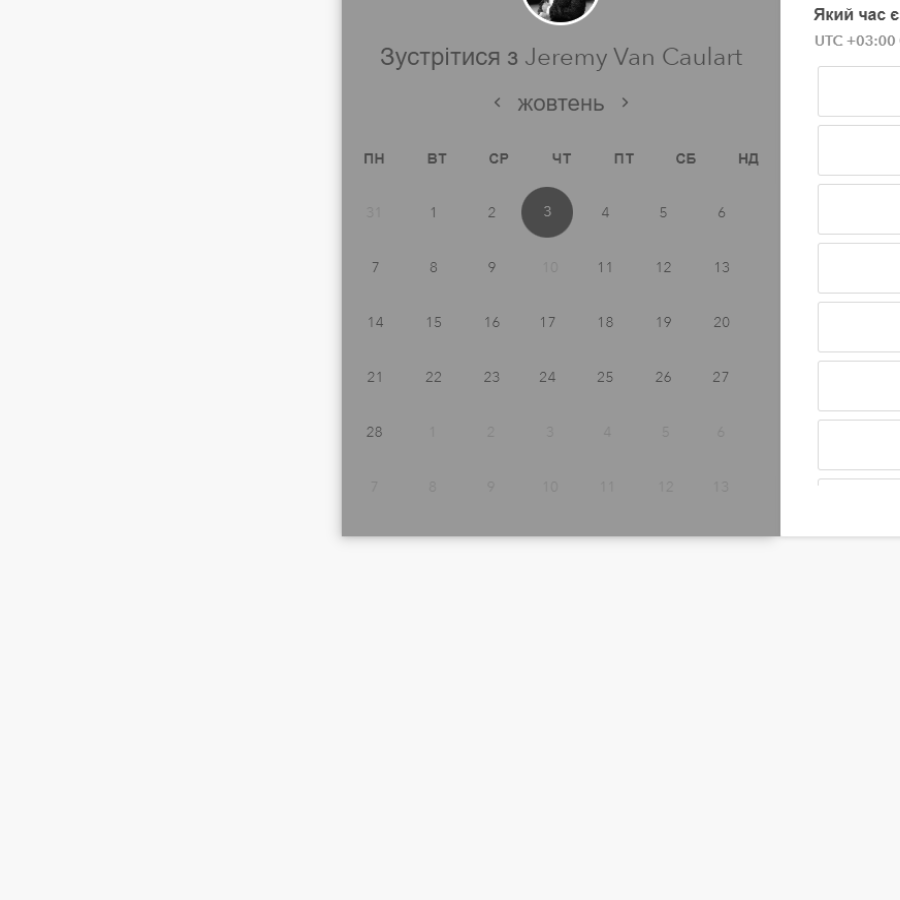 Зустрітися з Jeremy Van Caulart
‹ жовтень ›
ПН ВТ СР ЧТ ПТ СБ НД
31 1 2 3 4 5 6
7 8 9 10 11 12 13
14 15 16 17 18 19 20
21 22 23 24 25 26 27
28 1 2 3 4 5 6
7 8 9 10 11 12 13
Який час є
UTC +03:00